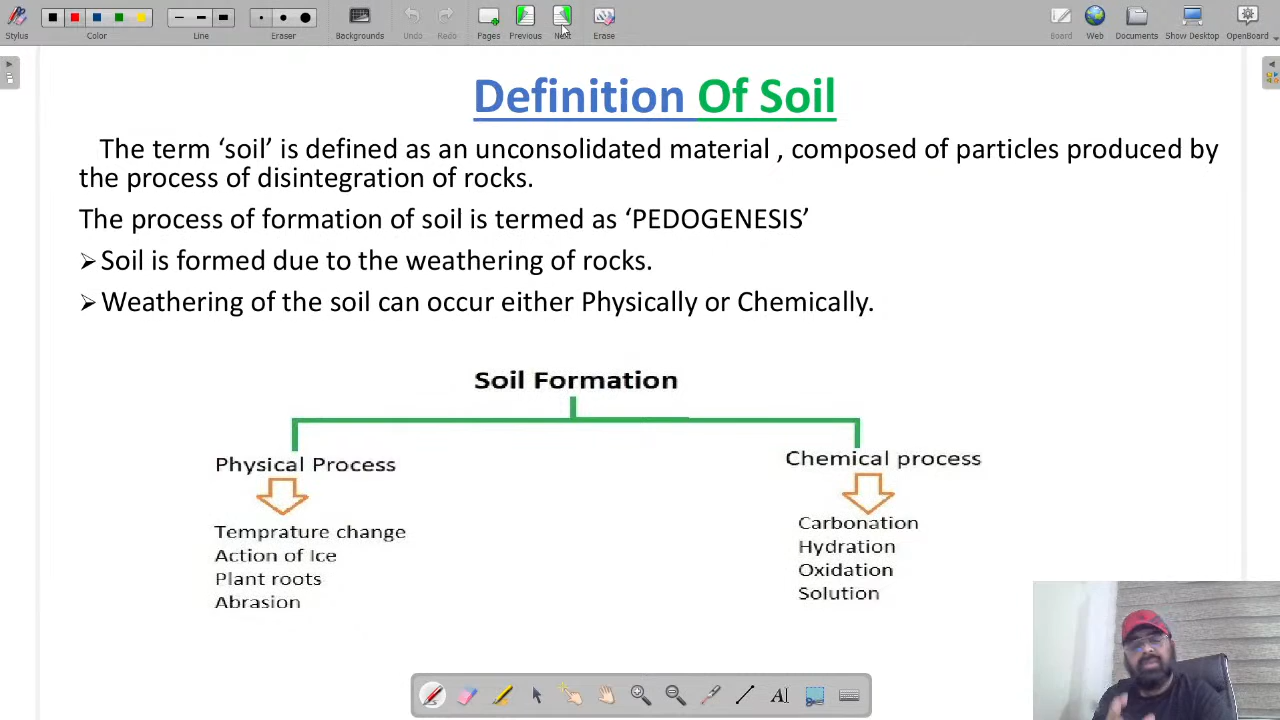 Stylus
Color
Line
Eraser
Backgrounds
Undo
Redo
Pages
Previous
Next
Erase
Board
Web
Documents
Show Desktop
OpenBoard
Definition Of Soil
The term ‘soil’ is defined as an unconsolidated material , composed of particles produced by
the process of disintegration of rocks.
The process of formation of soil is termed as ‘PEDOGENESIS’
➢Soil is formed due to the weathering of rocks.
➢Weathering of the soil can occur either Physically or Chemically.
Soil Formation
Physical Process
Temprature change
Action of Ice
Plant roots
Abrasion
Chemical process
Carbonation
Hydration
Oxidation
Solution